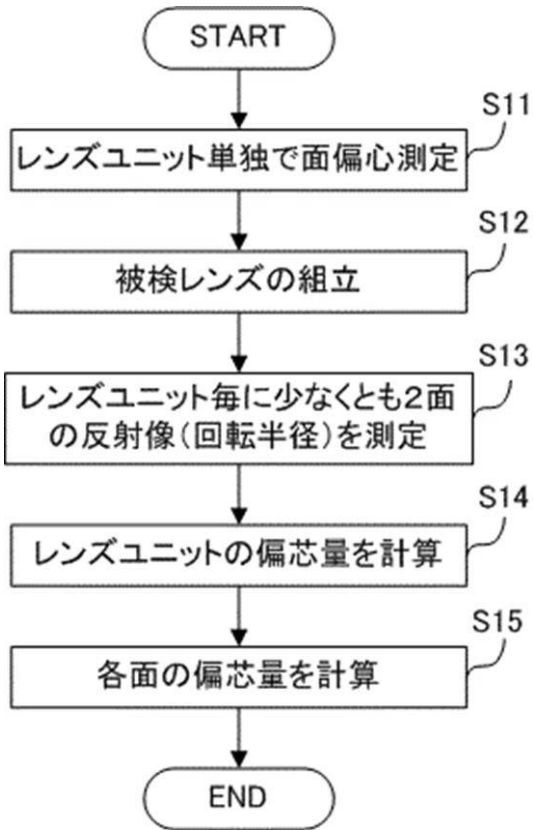 START
S11
レンズユニット単独で面偏心測定
S12
被検レンズの組立
S13
レンズユニット毎に少なくとも2面
の反射像(回転半径)を測定
S14
レンズユニットの偏芯量を計算
S15
各面の偏芯量を計算
END